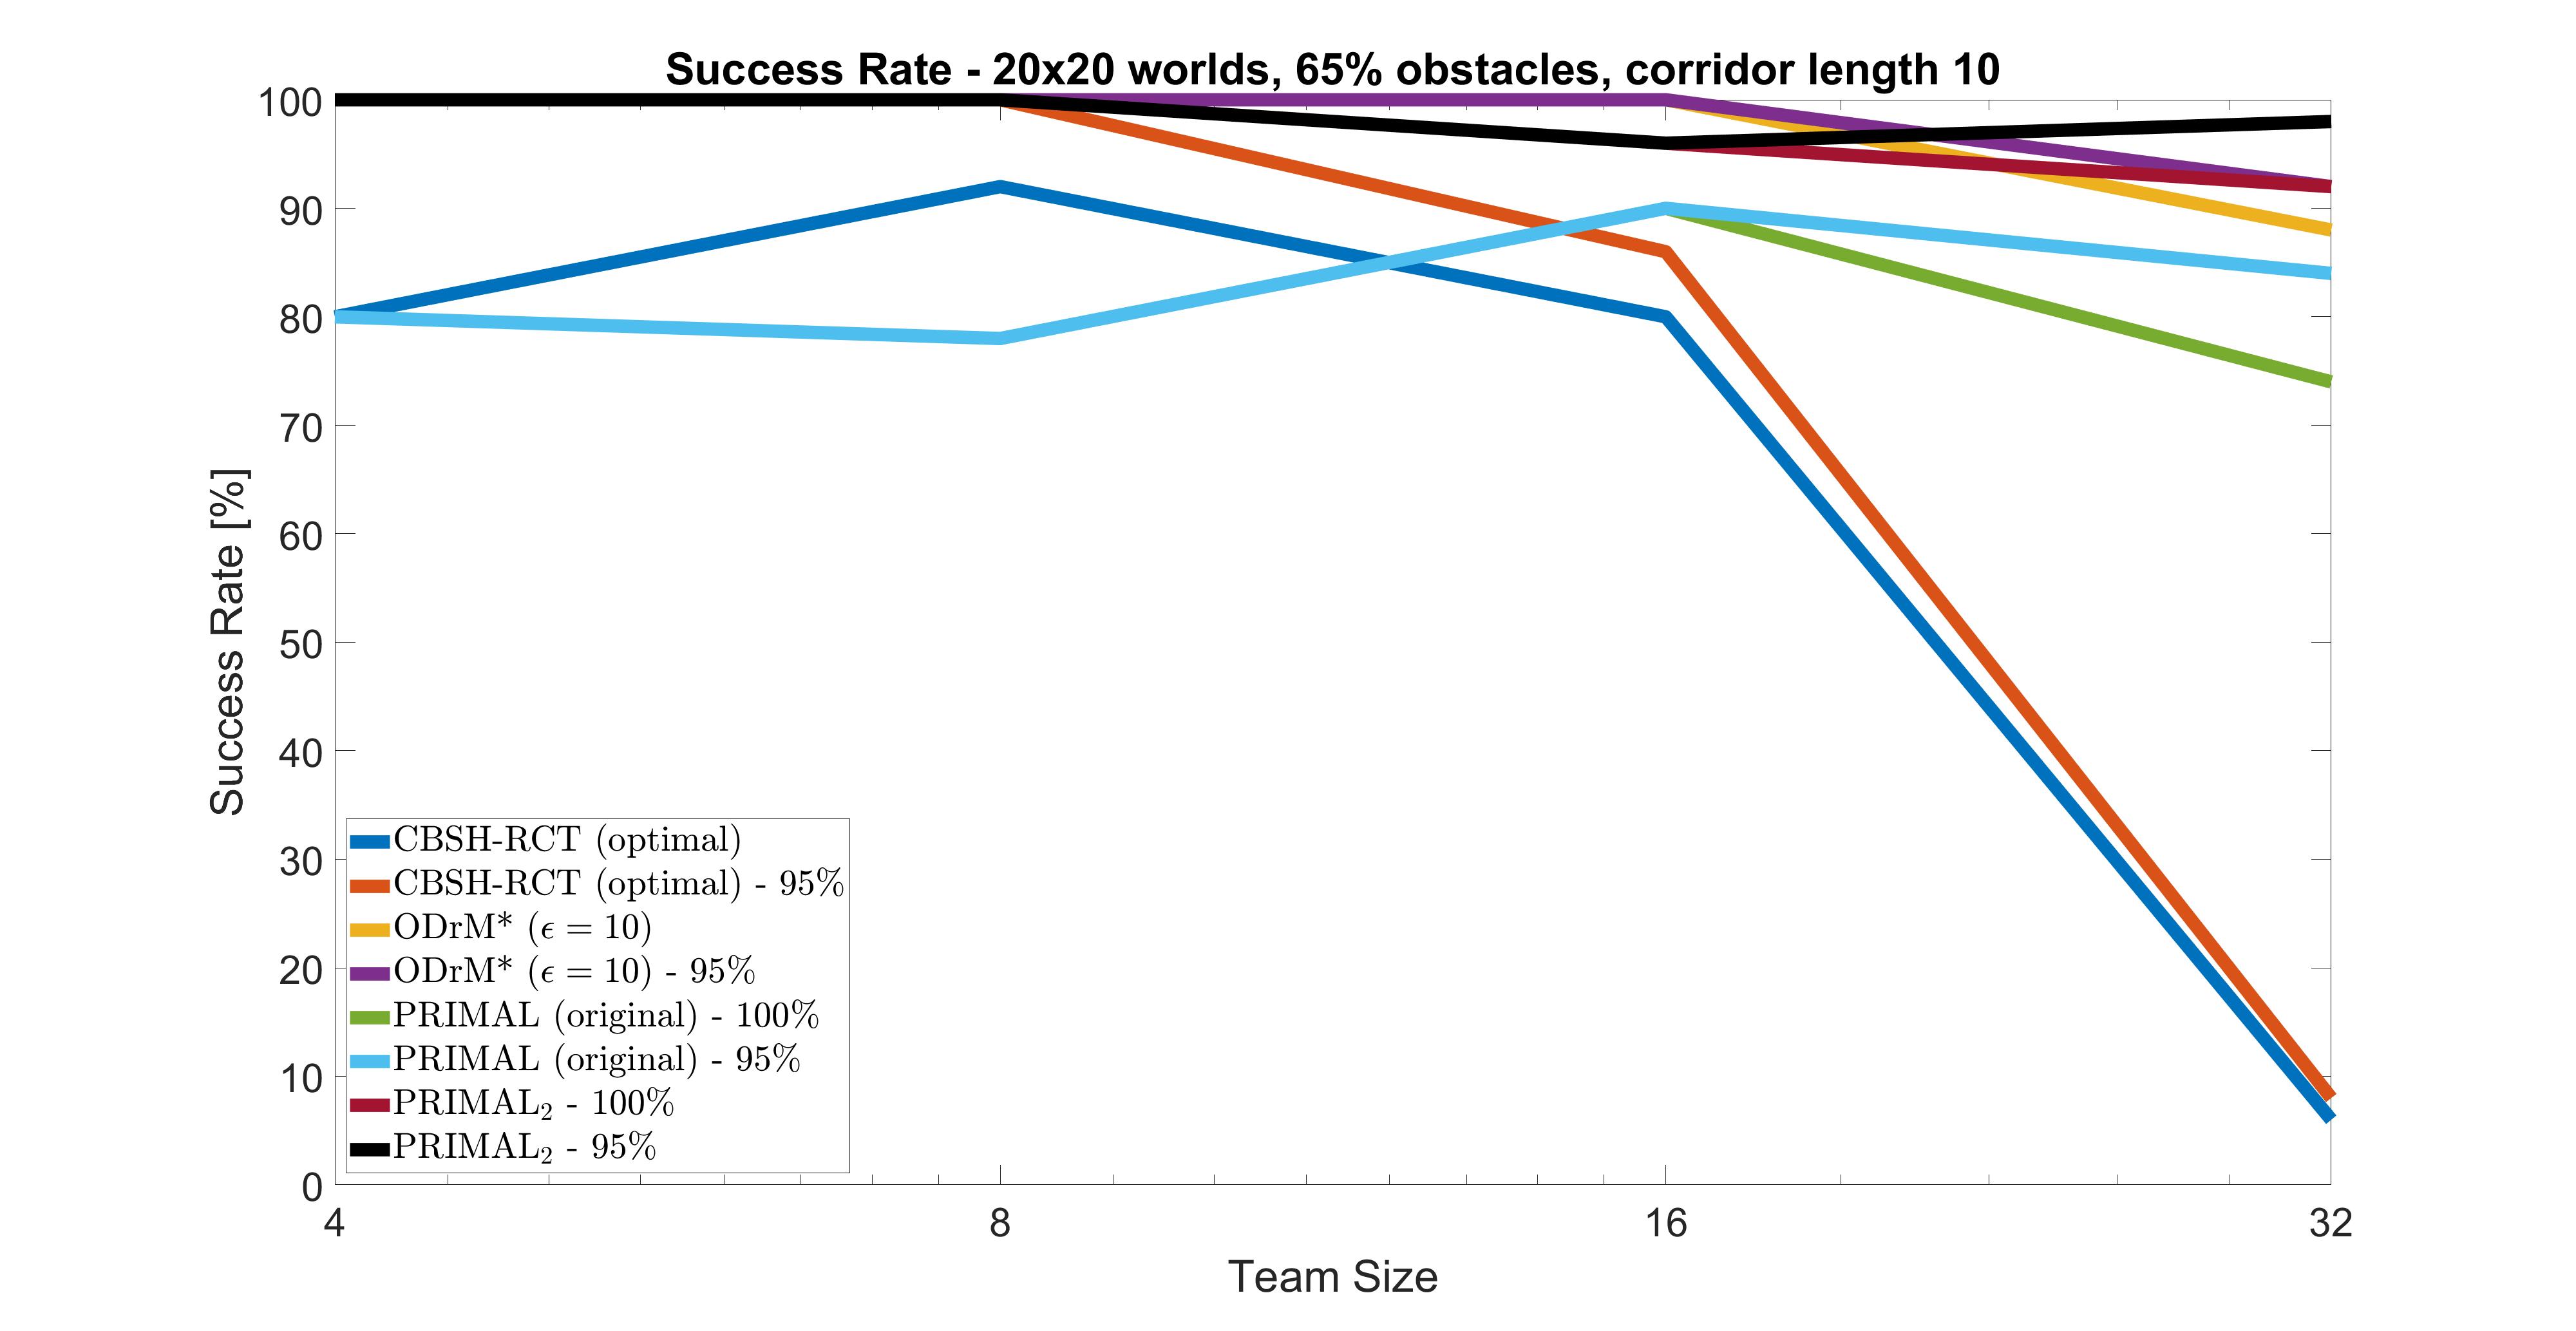 Success Rate - 20x20 worlds, 65% obstacles, corridor length 10
Success Rate [%]
100
90
80
70
60
50
40
30
20
10
0
CBSH-RCT (optimal)
CBSH-RCT (optimal) - 95%
ODrM* (ϵ = 10)
ODrM* (ϵ = 10) - 95%
PRIMAL (original) - 100%
PRIMAL (original) - 95%
PRIMAL₂ - 100%
PRIMAL₂ - 95%
4 8 16 32
Team Size